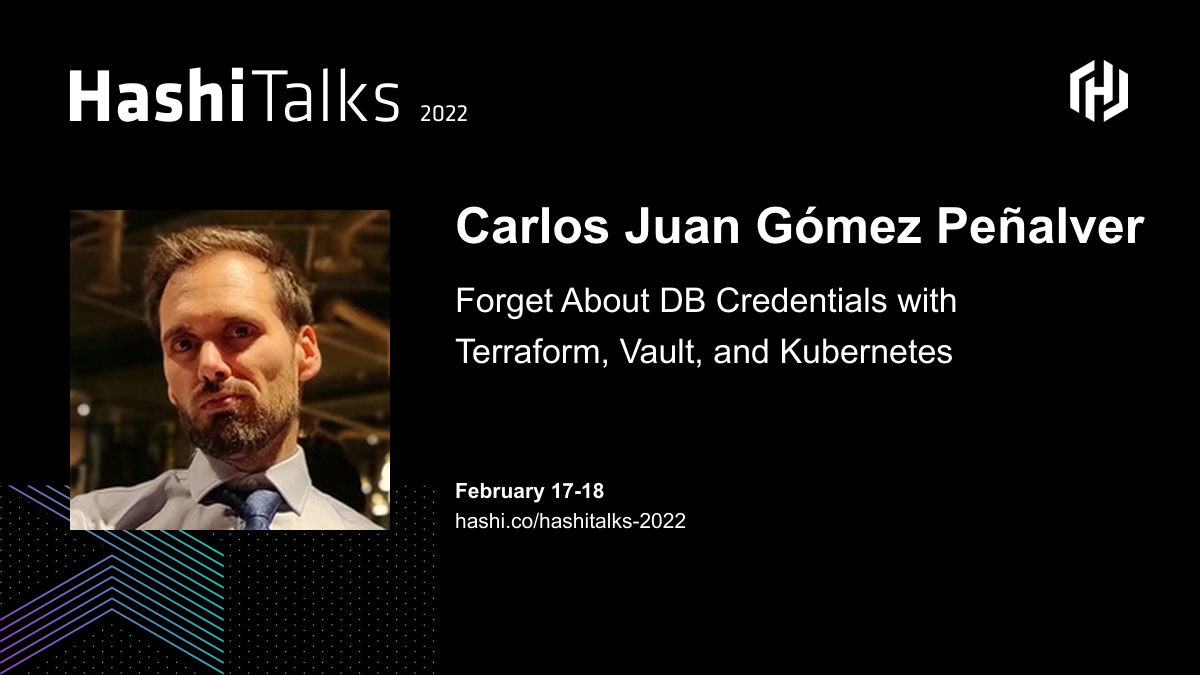 HashiTalks 2022
Carlos Juan Gómez Peñalver
Forget About DB Credentials with
Terraform, Vault, and Kubernetes
February 17-18
hashi.co/hashitalks-2022